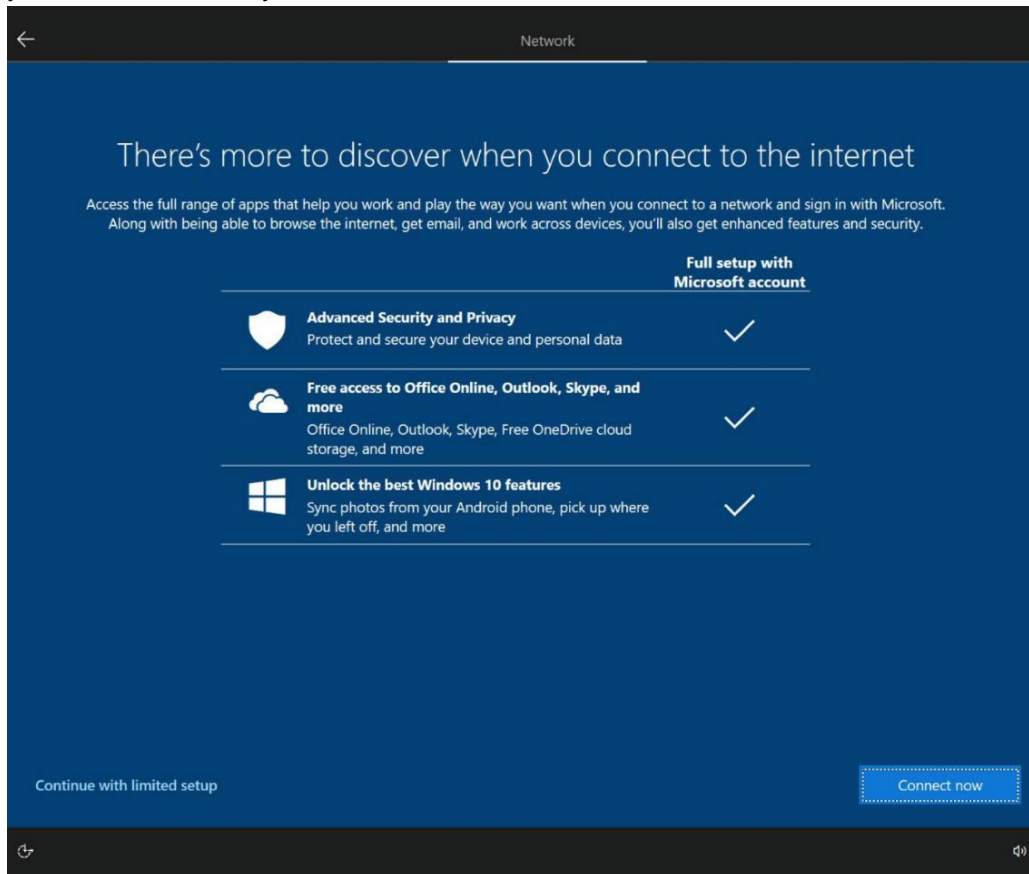 Network
There's more to discover when you connect to the internet
Access the full range of apps that help you work and play the way you want when you connect to a network and sign in with Microsoft.
Along with being able to browse the internet, get email, and work across devices, you'll also get enhanced features and security.
Full setup with
Microsoft account
Advanced Security and Privacy
Protect and secure your device and personal data
Free access to Office Online, Outlook, Skype, and
more
Office Online, Outlook, Skype, Free OneDrive cloud
storage, and more
Unlock the best Windows 10 features
Sync photos from your Android phone, pick up where
you left off, and more
Continue with limited setup
Connect now